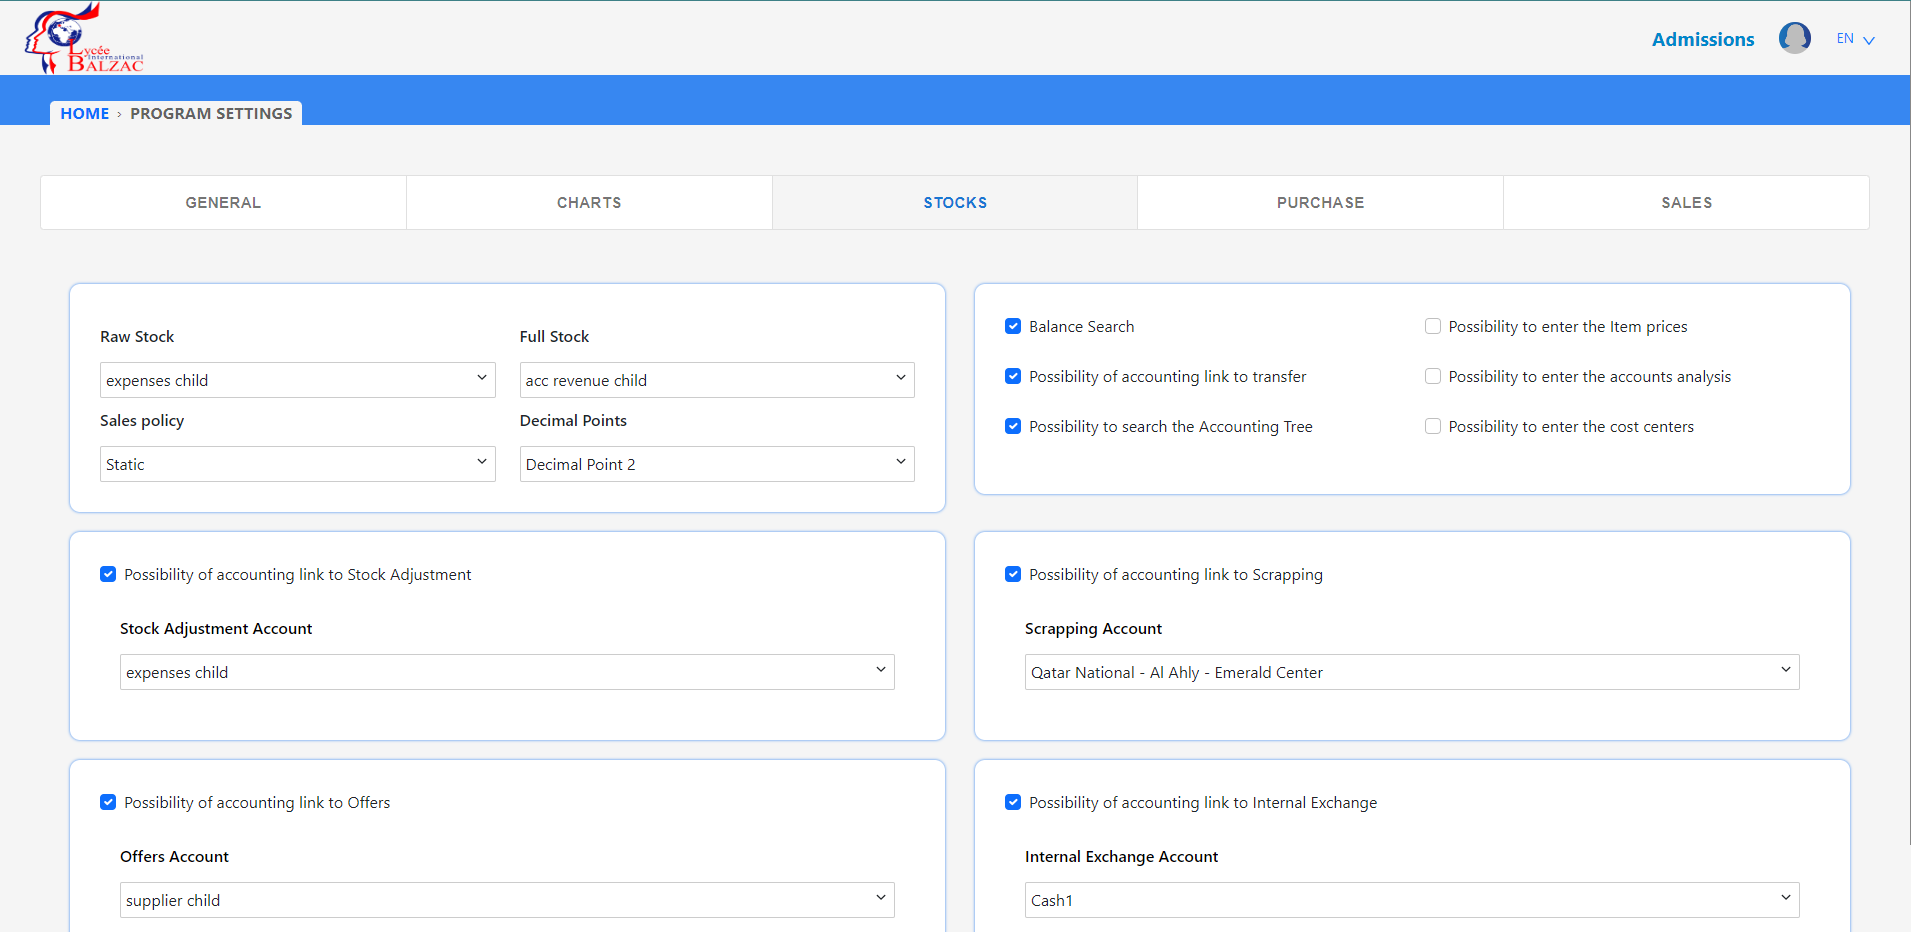 Lycée
International
BALZAC
Admissions
EN
HOME › PROGRAM SETTINGS
GENERAL
CHARTS
STOCKS
PURCHASE
SALES
Raw Stock
Full Stock
expenses child
acc revenue child
Sales policy
Decimal Points
Static
Decimal Point 2
Balance Search
Possibility to enter the Item prices
Possibility of accounting link to transfer
Possibility to enter the accounts analysis
Possibility to search the Accounting Tree
Possibility to enter the cost centers
Possibility of accounting link to Stock Adjustment
Stock Adjustment Account
expenses child
Possibility of accounting link to Scrapping
Scrapping Account
Qatar National - Al Ahly - Emerald Center
Possibility of accounting link to Offers
Offers Account
supplier child
Possibility of accounting link to Internal Exchange
Internal Exchange Account
Cash1